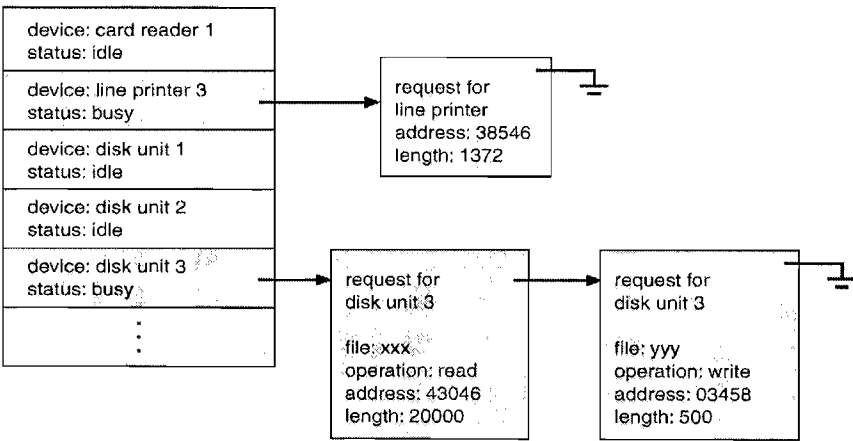 device: card reader 1
status: idle
device: line printer 3
status: busy
device: disk unit 1
status: idle
device: disk unit 2
status: idle
device: disk unit 3
status: busy
request for
line printer
address: 38546
length: 1372
request for
disk unit 3
file: xxx
operation: read
address: 43046
length: 20000
request for
disk unit 3
file: yyy
operation: write
address: 03458
length: 500